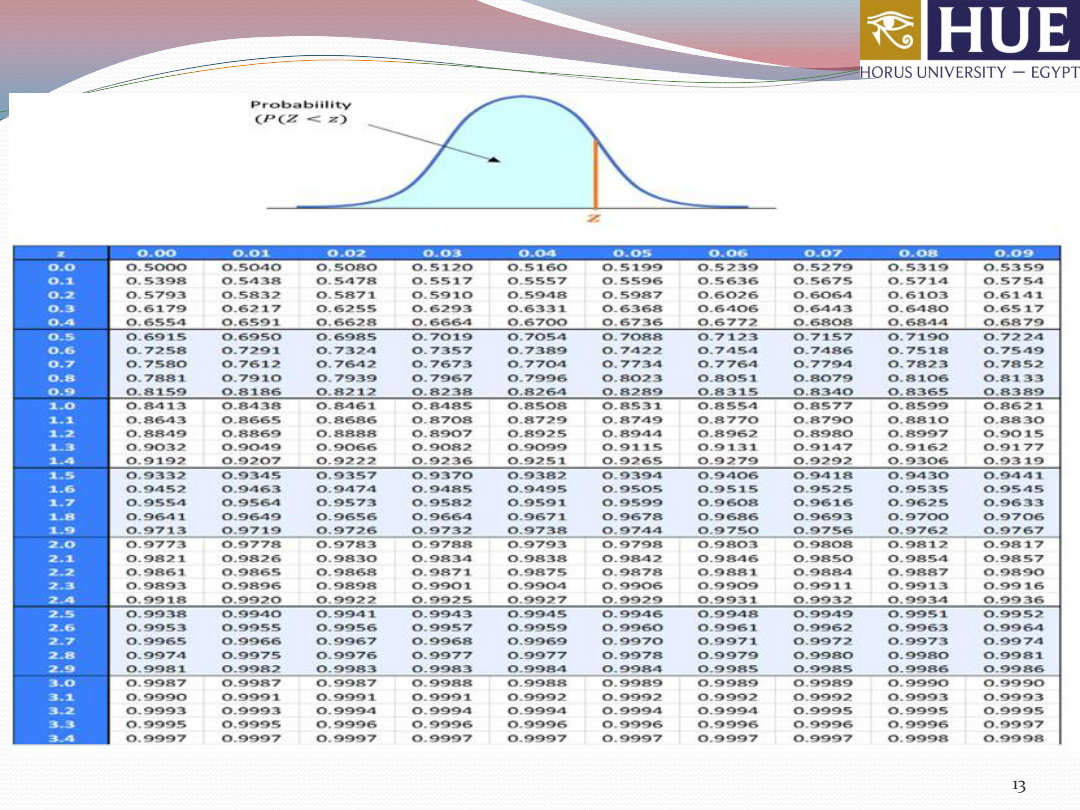 HUE
HORUS UNIVERSITY — EGYPT
Probabiility
(P(Z < z)
z
z 0.00 0.01 0.02 0.03 0.04 0.05 0.06 0.07 0.08 0.09
0.0 0.5000 0.5040 0.5080 0.5120 0.5160 0.5199 0.5239 0.5279 0.5319 0.5359
0.1 0.5398 0.5438 0.5478 0.5517 0.5557 0.5596 0.5636 0.5675 0.5714 0.5754
0.2 0.5793 0.5832 0.5871 0.5910 0.5948 0.5987 0.6026 0.6064 0.6103 0.6141
0.3 0.6179 0.6217 0.6255 0.6293 0.6331 0.6368 0.6406 0.6443 0.6480 0.6517
0.4 0.6554 0.6591 0.6628 0.6664 0.6700 0.6736 0.6772 0.6808 0.6844 0.6879
0.5 0.6915 0.6950 0.6985 0.7019 0.7054 0.7088 0.7123 0.7157 0.7190 0.7224
0.6 0.7258 0.7291 0.7324 0.7357 0.7389 0.7422 0.7454 0.7486 0.7518 0.7549
0.7 0.7580 0.7612 0.7642 0.7673 0.7704 0.7734 0.7764 0.7794 0.7823 0.7852
0.8 0.7881 0.7910 0.7939 0.7967 0.7996 0.8023 0.8051 0.8079 0.8106 0.8133
0.9 0.8159 0.8186 0.8212 0.8238 0.8264 0.8289 0.8315 0.8340 0.8365 0.8389
1.0 0.8413 0.8438 0.8461 0.8485 0.8508 0.8531 0.8554 0.8577 0.8599 0.8621
1.1 0.8643 0.8665 0.8686 0.8708 0.8729 0.8749 0.8770 0.8790 0.8810 0.8830
1.2 0.8849 0.8869 0.8888 0.8907 0.8925 0.8944 0.8962 0.8980 0.8997 0.9015
1.3 0.9032 0.9049 0.9066 0.9082 0.9099 0.9115 0.9131 0.9147 0.9162 0.9177
1.4 0.9192 0.9207 0.9222 0.9236 0.9251 0.9265 0.9279 0.9292 0.9306 0.9319
1.5 0.9332 0.9345 0.9357 0.9370 0.9382 0.9394 0.9406 0.9418 0.9430 0.9441
1.6 0.9452 0.9463 0.9474 0.9485 0.9495 0.9505 0.9515 0.9525 0.9535 0.9545
1.7 0.9554 0.9564 0.9573 0.9582 0.9591 0.9599 0.9608 0.9616 0.9625 0.9633
1.8 0.9641 0.9649 0.9656 0.9664 0.9671 0.9678 0.9686 0.9693 0.9700 0.9706
1.9 0.9713 0.9719 0.9726 0.9732 0.9738 0.9744 0.9750 0.9756 0.9762 0.9767
2.0 0.9773 0.9778 0.9783 0.9788 0.9793 0.9798 0.9803 0.9808 0.9812 0.9817
2.1 0.9821 0.9826 0.9830 0.9834 0.9838 0.9842 0.9846 0.9850 0.9854 0.9857
2.2 0.9861 0.9865 0.9868 0.9871 0.9875 0.9878 0.9881 0.9884 0.9887 0.9890
2.3 0.9893 0.9896 0.9898 0.9901 0.9904 0.9906 0.9909 0.9911 0.9913 0.9916
2.4 0.9918 0.9920 0.9922 0.9925 0.9927 0.9929 0.9931 0.9932 0.9934 0.9936
2.5 0.9938 0.9940 0.9941 0.9943 0.9945 0.9946 0.9948 0.9949 0.9951 0.9952
2.6 0.9953 0.9955 0.9956 0.9957 0.9959 0.9960 0.9961 0.9962 0.9963 0.9964
2.7 0.9965 0.9966 0.9967 0.9968 0.9969 0.9970 0.9971 0.9972 0.9973 0.9974
2.8 0.9974 0.9975 0.9976 0.9977 0.9977 0.9978 0.9979 0.9980 0.9980 0.9981
2.9 0.9981 0.9982 0.9983 0.9983 0.9984 0.9984 0.9985 0.9985 0.9986 0.9986
3.0 0.9987 0.9987 0.9987 0.9988 0.9988 0.9989 0.9989 0.9989 0.9990 0.9990
3.1 0.9990 0.9991 0.9991 0.9991 0.9992 0.9992 0.9992 0.9992 0.9993 0.9993
3.2 0.9993 0.9993 0.9994 0.9994 0.9994 0.9994 0.9994 0.9995 0.9995 0.9995
3.3 0.9995 0.9995 0.9996 0.9996 0.9996 0.9996 0.9996 0.9996 0.9996 0.9997
3.4 0.9997 0.9997 0.9997 0.9997 0.9997 0.9997 0.9997 0.9997 0.9998 0.9998
13